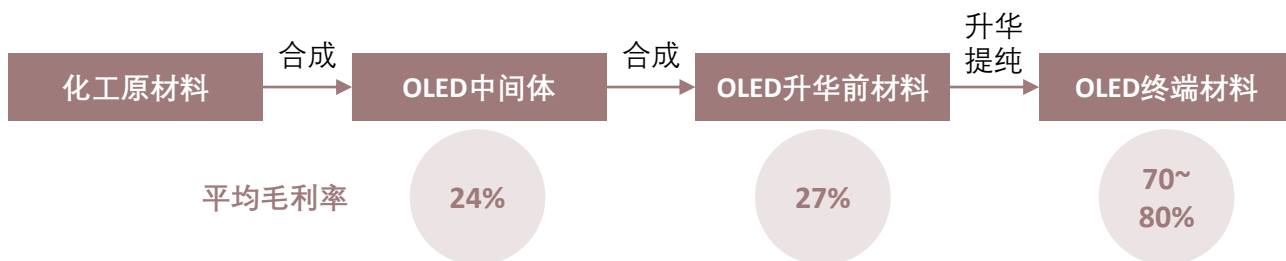 化工原材料
合成
OLED中间体
合成
OLED升华前材料
升华
提纯
OLED终端材料
平均毛利率
24%
27%
70~
80%